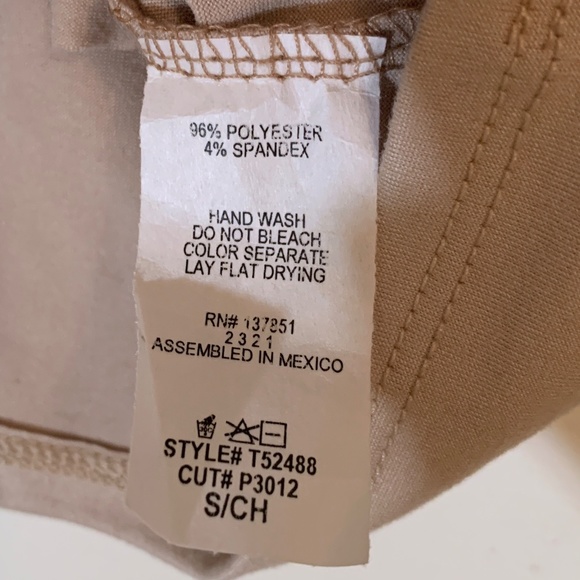 96% POLYESTER
4% SPANDEX
HAND WASH
DO NOT BLEACH
COLOR SEPARATE
LAY FLAT DRYING
RN# 137851
2 3 2 1
ASSEMBLED IN MEXICO
STYLE# T52488
CUT# P3012
S/CH